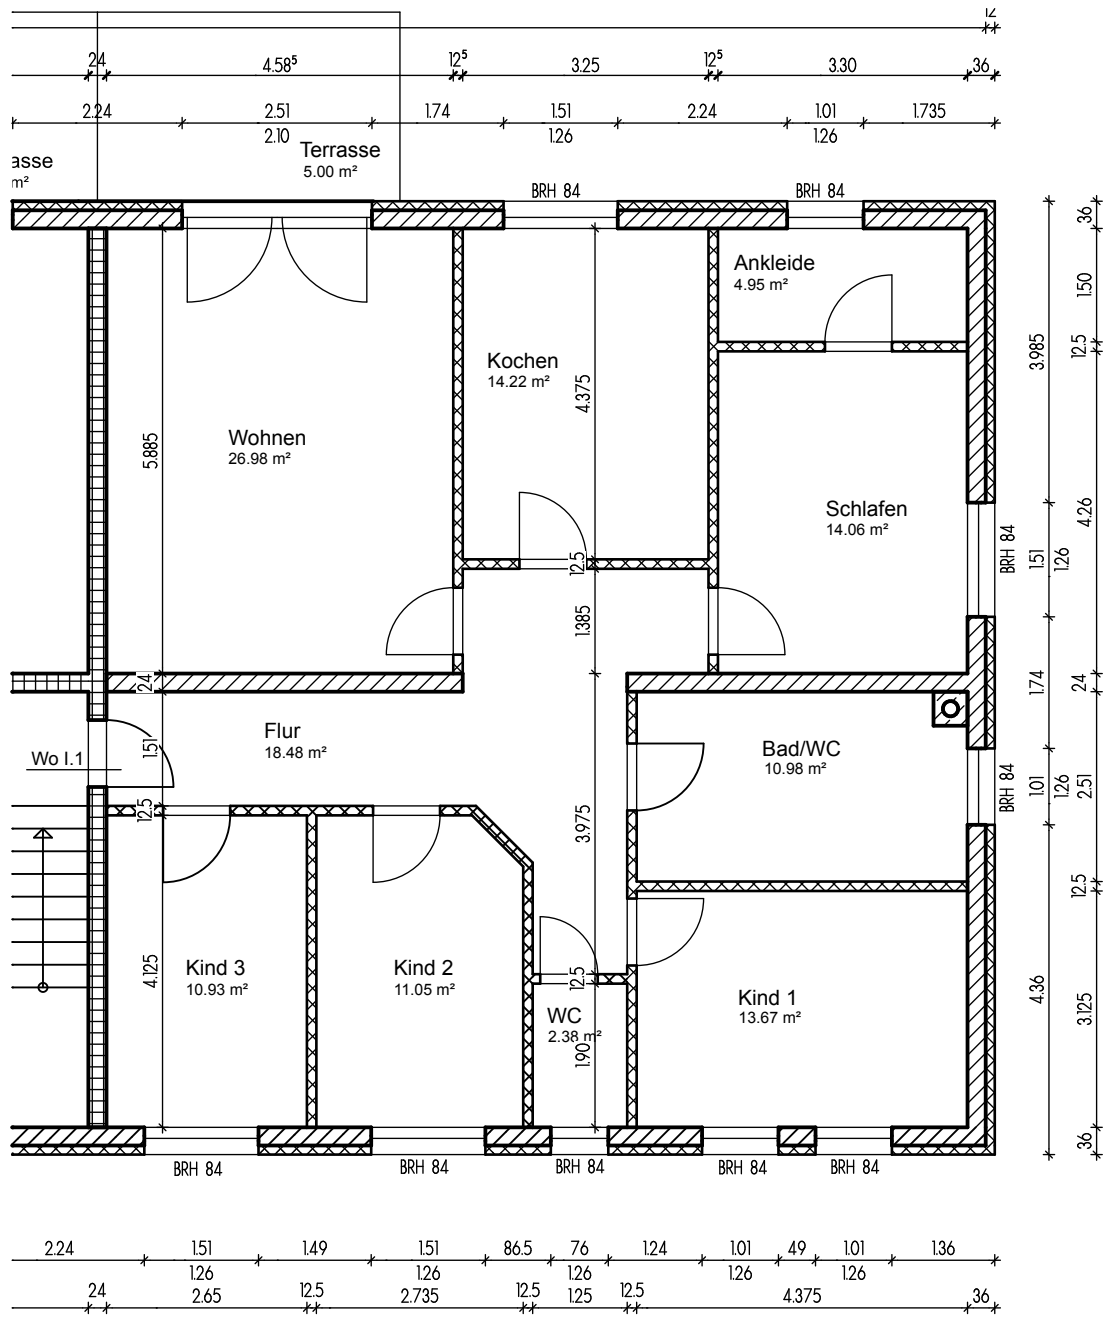 12
24 4.58⁵ 12⁵ 3.25 12⁵ 3.30 36
2.24 2.51 1.74 1.51 2.24 1.01 1.735
2.10 1.26 1.26
asse
m²
Terrasse
5.00 m²
BRH 84 BRH 84
36
Ankleide
4.95 m²
1.50
3.985
12.5
Kochen
14.22 m²
4.375
Wohnen
26.98 m²
5.885
Schlafen
14.06 m²
4.26
BRH 84
1.51
1.26
12.5
1.385
24
1.74
24
Flur
18.48 m²
1.51
Wo I.1
Bad/WC
10.98 m²
BRH 84
1.01
1.26
2.51
12.5
3.975
12.5
Kind 3
10.93 m²
4.125
Kind 2
11.05 m²
12.5
WC
2.38 m²
1.90
Kind 1
13.67 m²
4.36
3.125
36
BRH 84 BRH 84 BRH 84 BRH 84 BRH 84
2.24 1.51 1.49 1.51 86.5 76 1.24 1.01 49 1.01 1.36
1.26 1.26 1.26 1.26 1.26
24 2.65 12.5 2.735 12.5 1.25 12.5 4.375 36